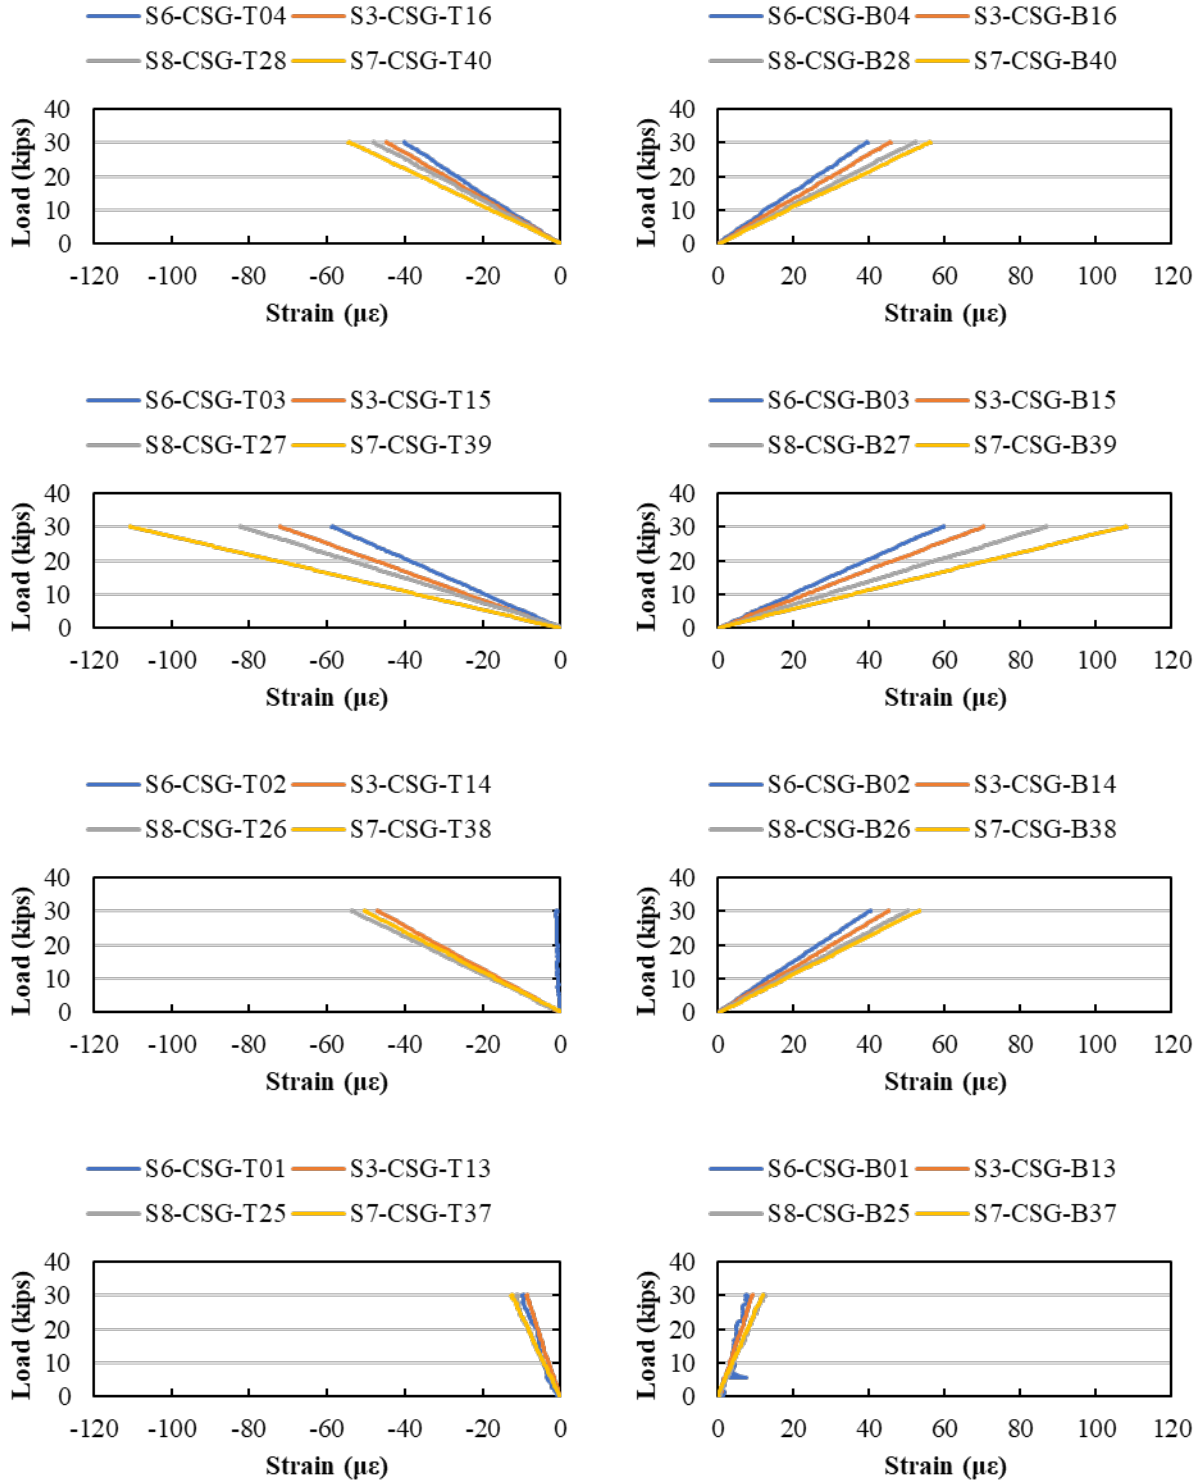 S6-CSG-T04 S3-CSG-T16
S8-CSG-T28 S7-CSG-T40
40
30
20
10
0
Load (kips)
-120 -100 -80 -60 -40 -20 0
Strain (με)
S6-CSG-B04 S3-CSG-B16
S8-CSG-B28 S7-CSG-B40
40
30
20
10
0
Load (kips)
0 20 40 60 80 100 120
Strain (με)
S6-CSG-T03 S3-CSG-T15
S8-CSG-T27 S7-CSG-T39
40
30
20
10
0
Load (kips)
-120 -100 -80 -60 -40 -20 0
Strain (με)
S6-CSG-B03 S3-CSG-B15
S8-CSG-B27 S7-CSG-B39
40
30
20
10
0
Load (kips)
0 20 40 60 80 100 120
Strain (με)
S6-CSG-T02 S3-CSG-T14
S8-CSG-T26 S7-CSG-T38
40
30
20
10
0
Load (kips)
-120 -100 -80 -60 -40 -20 0
Strain (με)
S6-CSG-B02 S3-CSG-B14
S8-CSG-B26 S7-CSG-B38
40
30
20
10
0
Load (kips)
0 20 40 60 80 100 120
Strain (με)
S6-CSG-T01 S3-CSG-T13
S8-CSG-T25 S7-CSG-T37
40
30
20
10
0
Load (kips)
-120 -100 -80 -60 -40 -20 0
Strain (με)
S6-CSG-B01 S3-CSG-B13
S8-CSG-B25 S7-CSG-B37
40
30
20
10
0
Load (kips)
0 20 40 60 80 100 120
Strain (με)